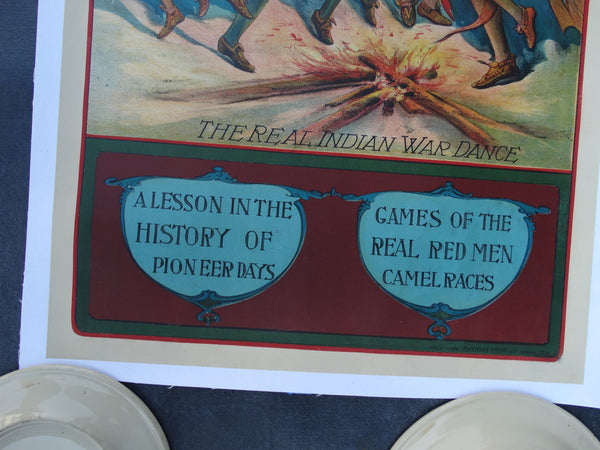 THE REAL INDIAN WAR DANCE
A LESSON IN THE
HISTORY OF
PIONEER DAYS
GAMES OF THE
REAL RED MEN
CAMEL RACES